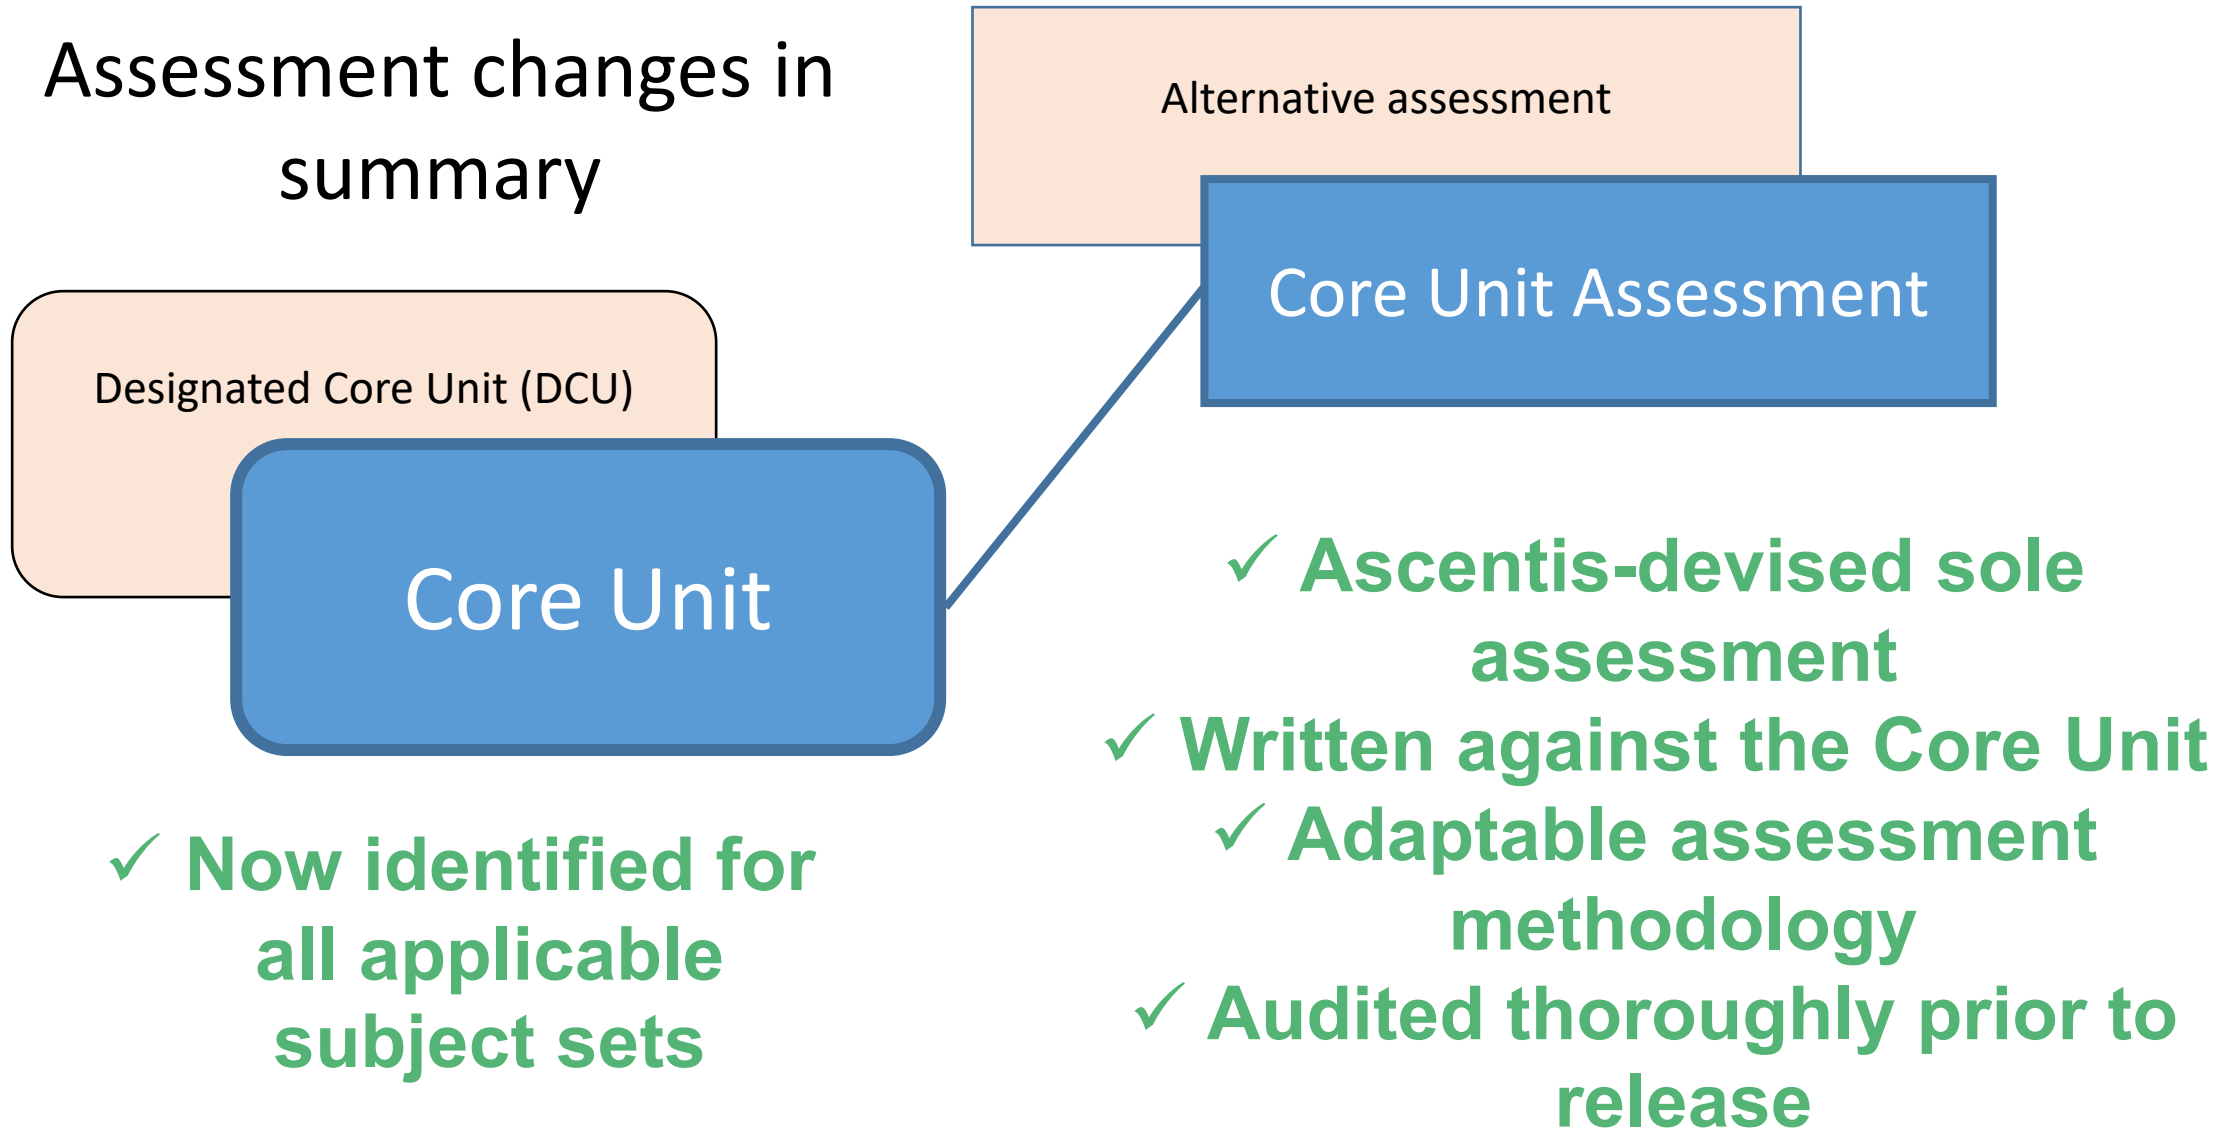 Assessment changes in
summary
Alternative assessment
Core Unit Assessment
Designated Core Unit (DCU)
Core Unit
✓ Now identified for
all applicable
subject sets
✓ Ascentis-devised sole
assessment
✓ Written against the Core Unit
✓ Adaptable assessment
methodology
✓ Audited thoroughly prior to
release